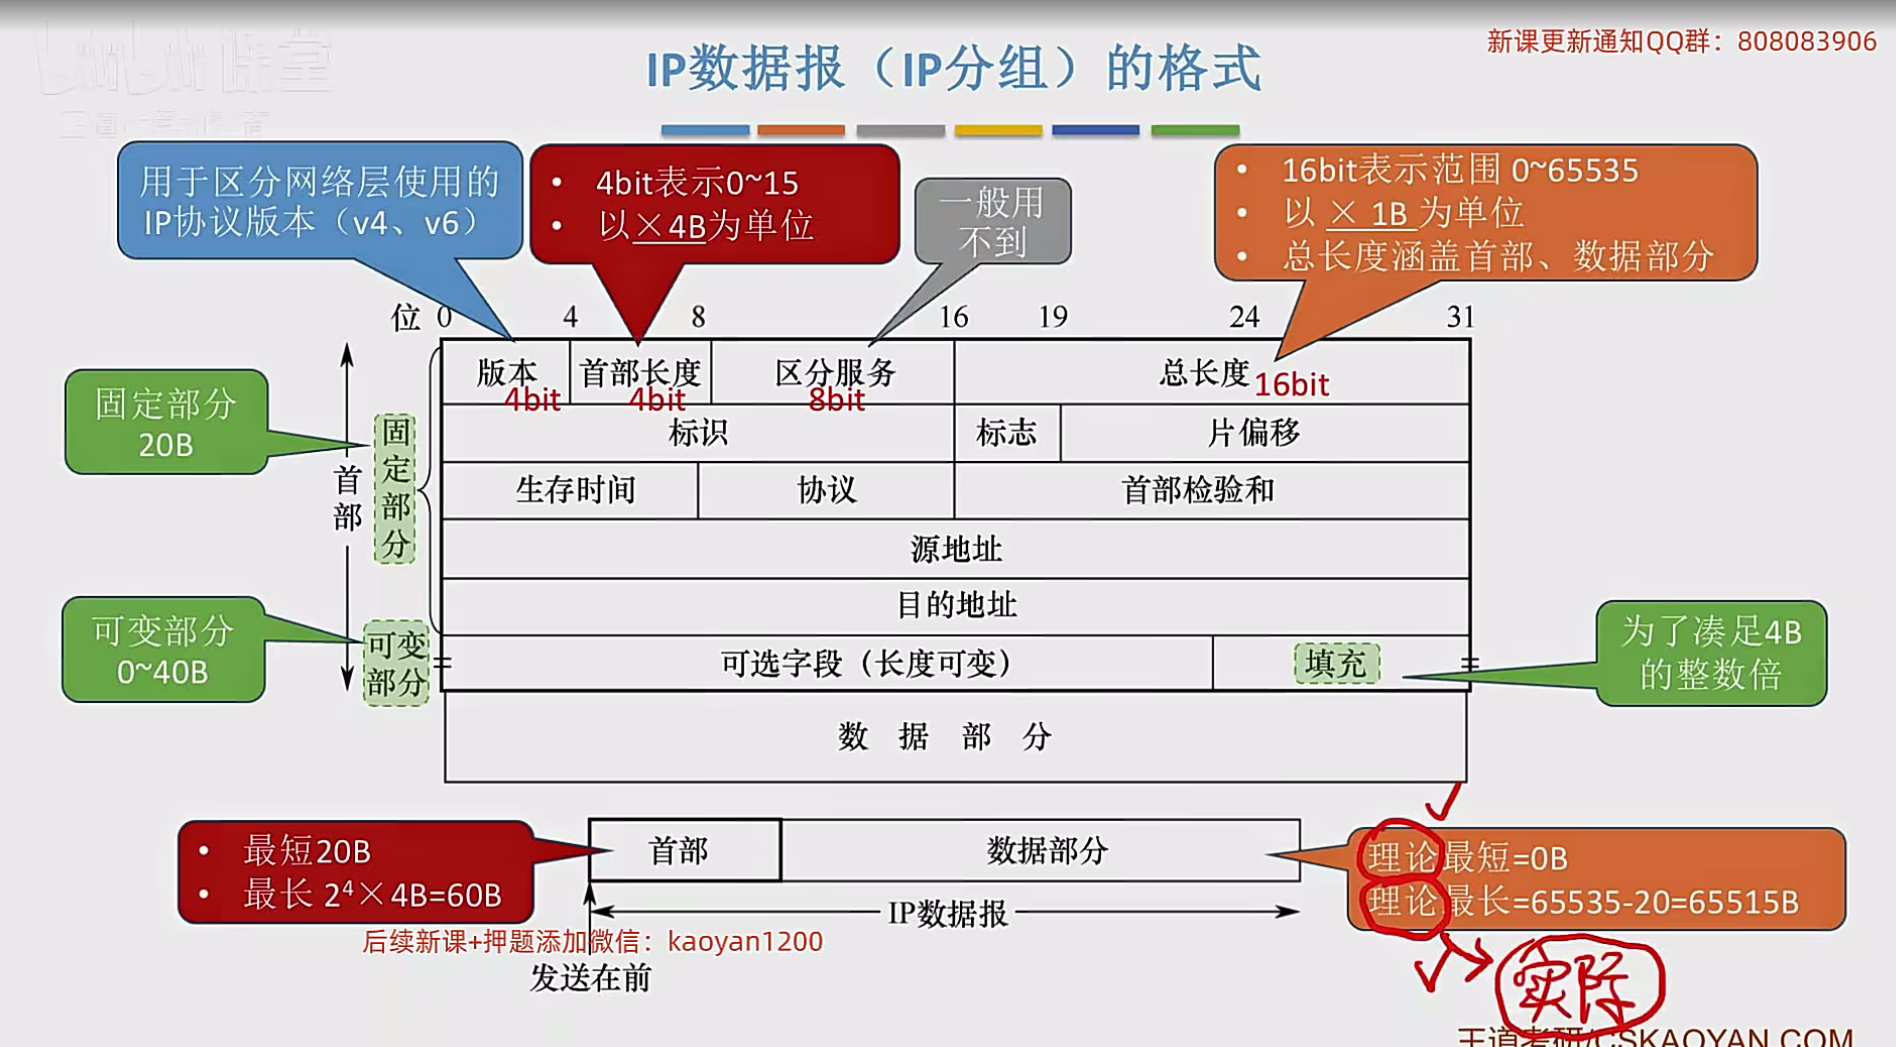 新课更新通知QQ群：808083906
课堂
IP数据报（IP分组）的格式
用于区分网络层使用的
IP协议版本（v4、v6）
• 4bit表示0~15
• 以×4B为单位
一般用
不到
• 16bit表示范围 0~65535
• 以 × 1B 为单位
• 总长度涵盖首部、数据部分
位 0 4 8 16 19 24 31
版本 首部长度 区分服务 总长度
4bit 4bit 8bit 16bit
固定部分
20B
标识 标志 片偏移
固定部分
首部
生存时间 协议 首部检验和
源地址
目的地址
可变部分
0~40B
可变
部分
可选字段（长度可变） 填充
为了凑足4B
的整数倍
数 据 部 分
• 最短20B
• 最长 2⁴×4B=60B
首部 数据部分
理论最短=0B
理论最长=65535-20=65515B
IP数据报
后续新课+押题添加微信：kaoyan1200
发送在前
实际
王道考研/CSKAOYAN.COM